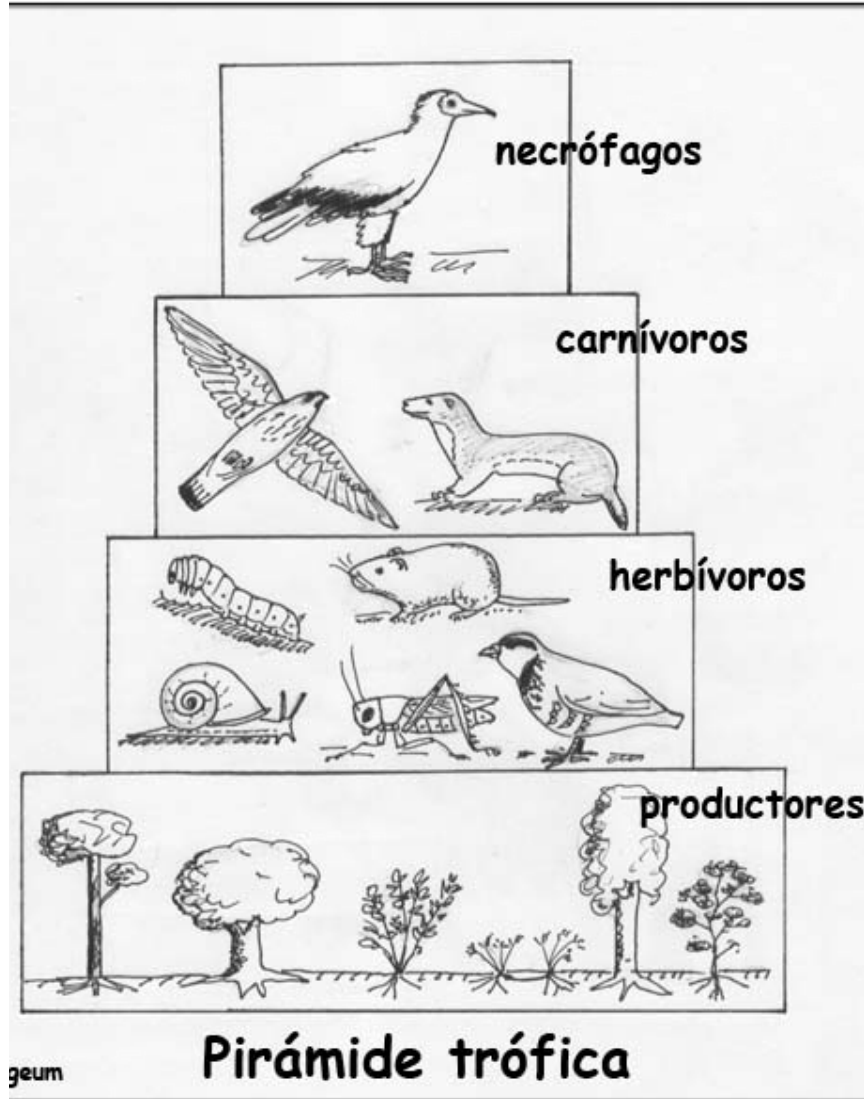 necrófagos
carnívoros
herbívoros
productores
Pirámide trófica
geum